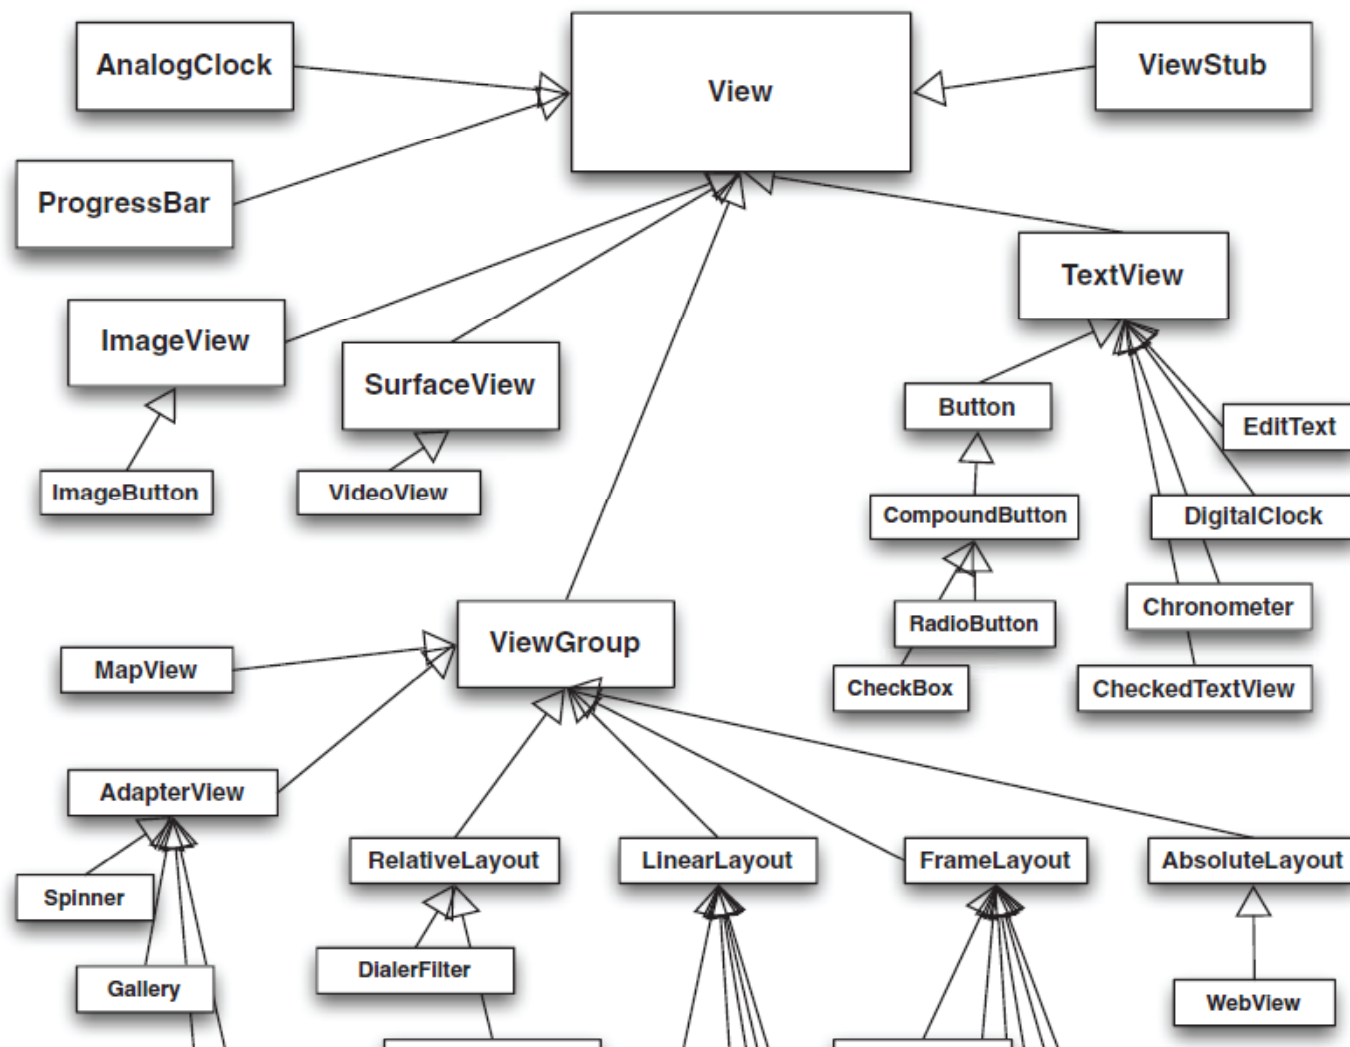 AnalogClock
View
ViewStub
ProgressBar
TextView
ImageView
SurfaceView
Button
EditText
ImageButton
VideoView
CompoundButton
DigitalClock
Chronometer
RadioButton
ViewGroup
MapView
CheckBox
CheckedTextView
AdapterView
RelativeLayout
LinearLayout
FrameLayout
AbsoluteLayout
Spinner
DialerFilter
Gallery
WebView